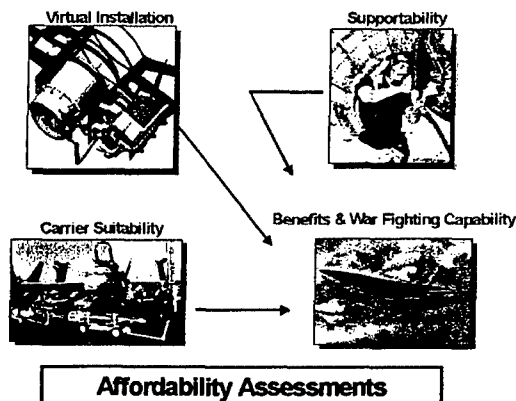 Virtual Installation
Supportability
Carrier Suitability
Benefits & War Fighting Capability
Affordability Assessments